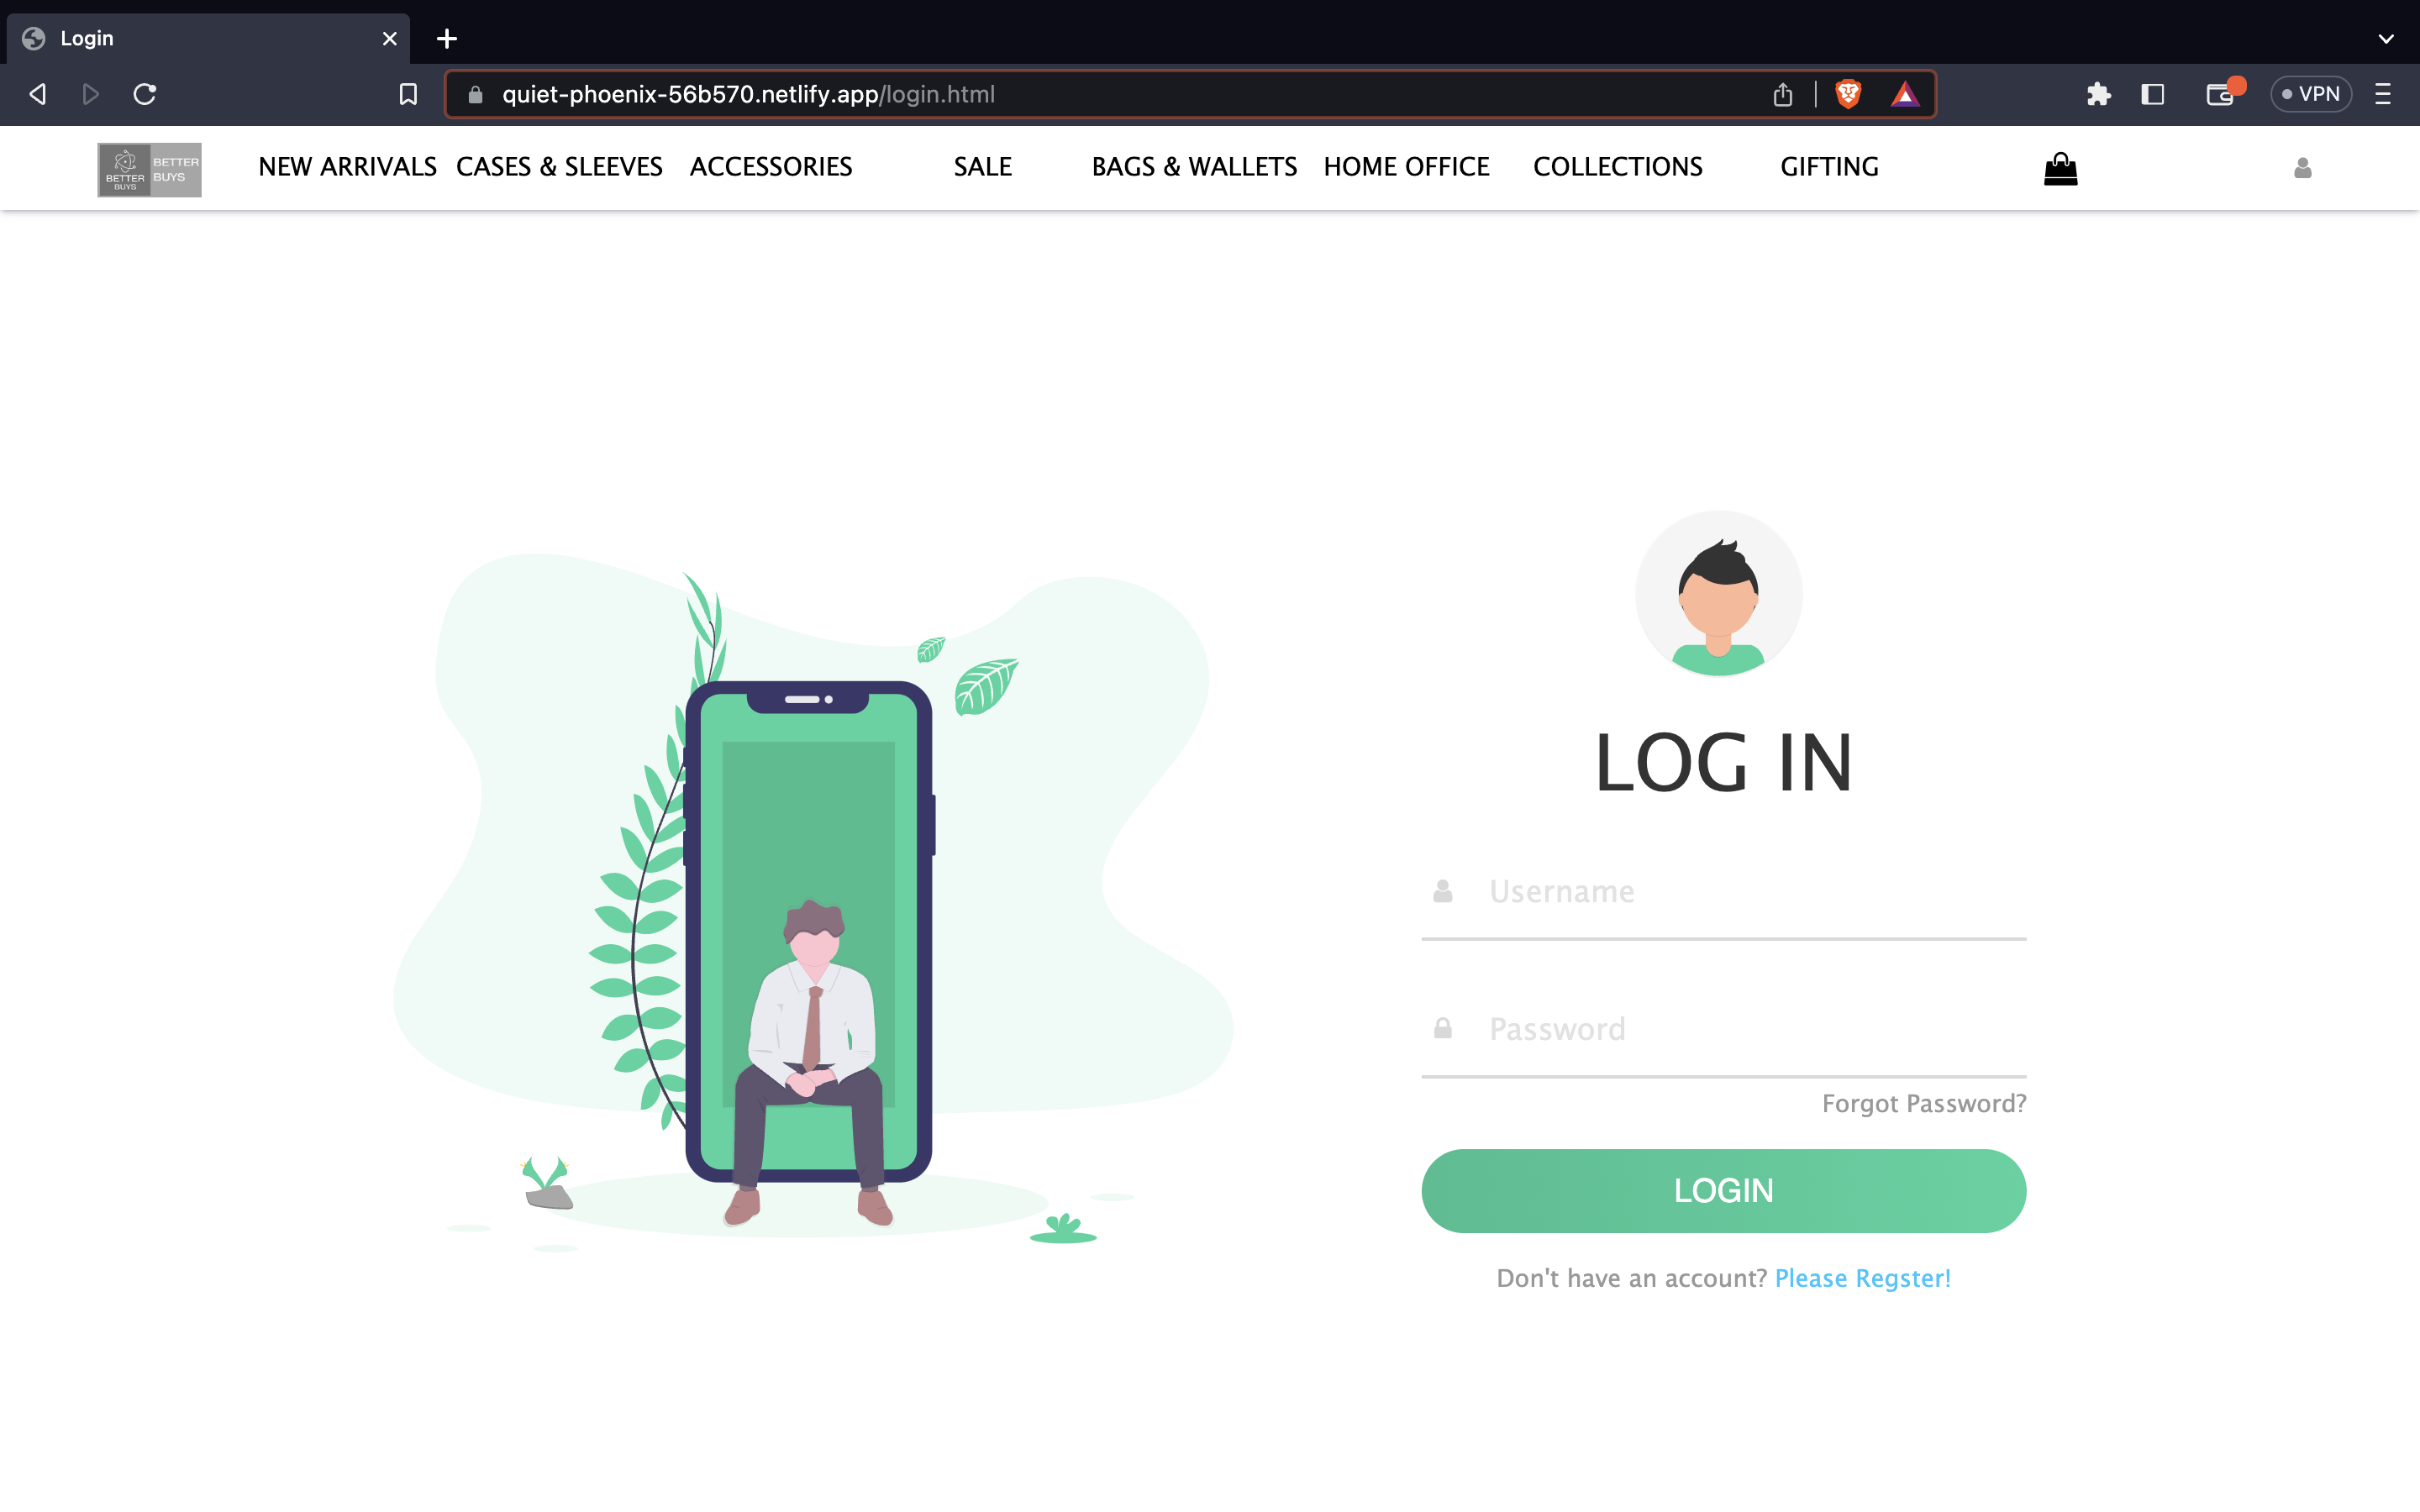 Login
quiet-phoenix-56b570.netlify.app/login.html
VPN
BETTER BUYS
BETTER BUYS
NEW ARRIVALS CASES & SLEEVES ACCESSORIES SALE BAGS & WALLETS HOME OFFICE COLLECTIONS GIFTING
LOG IN
Username
Password
Forgot Password?
LOGIN
Don't have an account? Please Regster!